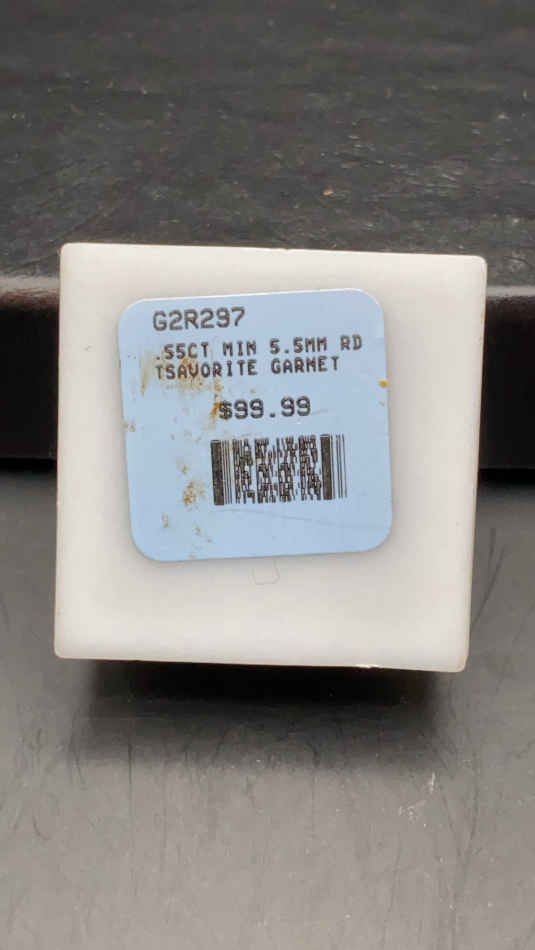 G2R297
.55CT MIN 5.5MM RD
TSAVORITE GARNET
$99.99